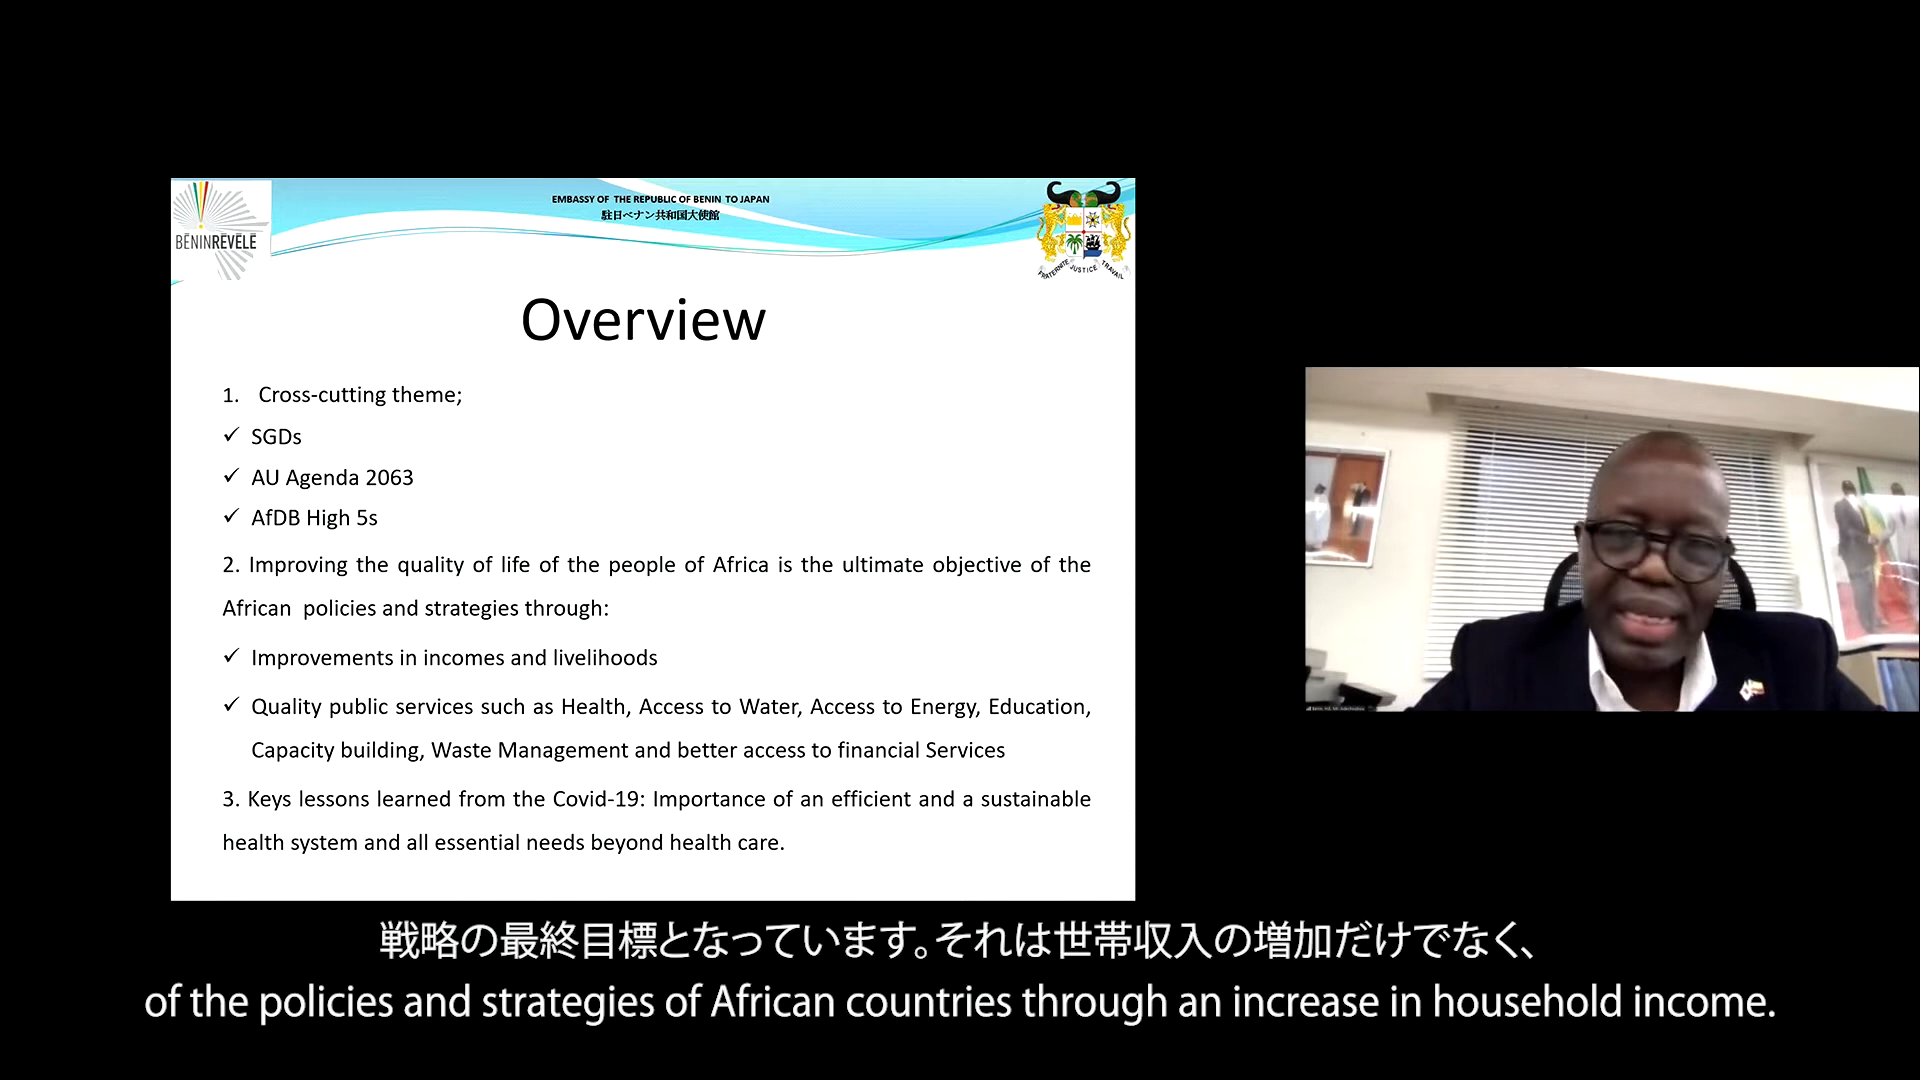 EMBASSY OF THE REPUBLIC OF BENIN TO JAPAN
駐日ベナン共和国大使館
BÉNINRÉVÉLÉ
FRATERNITE JUSTICE TRAVAIL
Overview
1. Cross-cutting theme;
✓ SGDs
✓ AU Agenda 2063
✓ AfDB High 5s
2. Improving the quality of life of the people of Africa is the ultimate objective of the
African policies and strategies through:
✓ Improvements in incomes and livelihoods
✓ Quality public services such as Health, Access to Water, Access to Energy, Education,
Capacity building, Waste Management and better access to financial Services
3. Keys lessons learned from the Covid-19: Importance of an efficient and a sustainable
health system and all essential needs beyond health care.
戦略の最終目標となっています。それは世帯収入の増加だけでなく、
of the policies and strategies of African countries through an increase in household income.